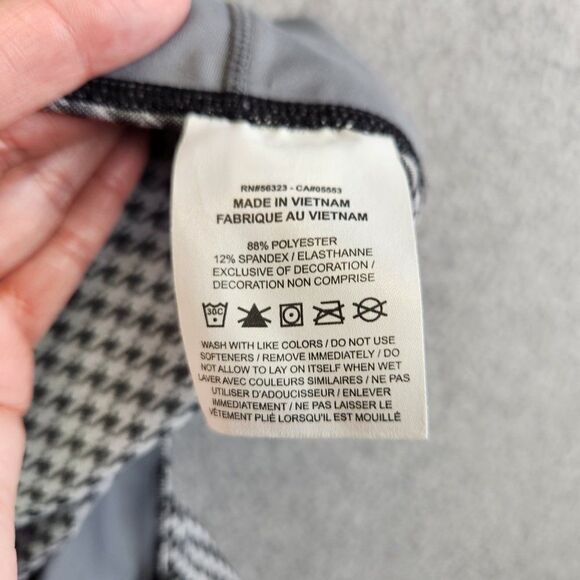 RN#56323 - CA#05553
MADE IN VIETNAM
FABRIQUE AU VIETNAM
88% POLYESTER
12% SPANDEX / ELASTHANNE
EXCLUSIVE OF DECORATION /
DECORATION NON COMPRISE
30C
WASH WITH LIKE COLORS / DO NOT USE
SOFTENERS / REMOVE IMMEDIATELY / DO
NOT ALLOW TO LAY ON ITSELF WHEN WET
LAVER AVEC COULEURS SIMILAIRES / NE PAS
UTILISER D'ADOUCISSEUR / ENLEVER
IMMEDIATEMENT / NE PAS LAISSER LE
VÊTEMENT PLIÉ LORSQU'IL EST MOUILLÉ